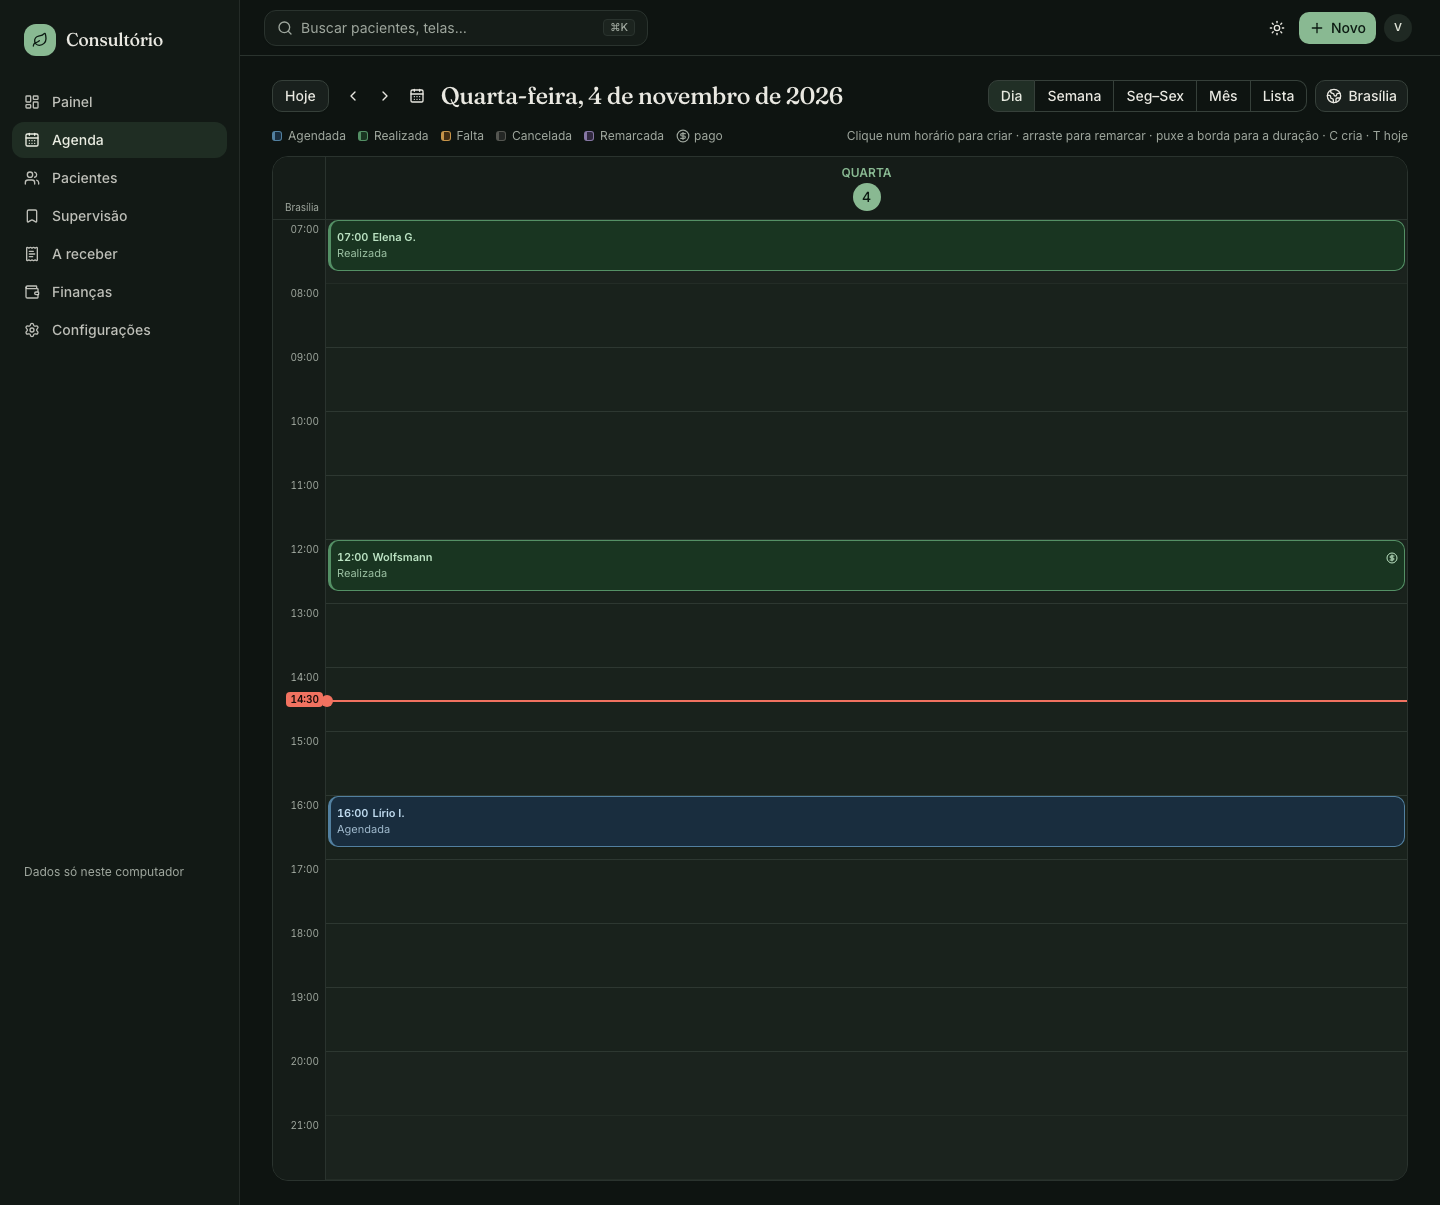 Consultório
Buscar pacientes, telas...
⌘K
Novo
V
Painel
Agenda
Pacientes
Supervisão
A receber
Finanças
Configurações
Dados só neste computador
Hoje
Quarta-feira, 4 de novembro de 2026
Dia
Semana
Seg–Sex
Mês
Lista
Brasília
Agendada
Realizada
Falta
Cancelada
Remarcada
pago
Clique num horário para criar · arraste para remarcar · puxe a borda para a duração · C cria · T hoje
QUARTA
4
Brasília
07:00
07:00 Elena G.
Realizada
08:00
09:00
10:00
11:00
12:00
12:00 Wolfsmann
Realizada
13:00
14:00
14:30
15:00
16:00
16:00 Lírio I.
Agendada
17:00
18:00
19:00
20:00
21:00